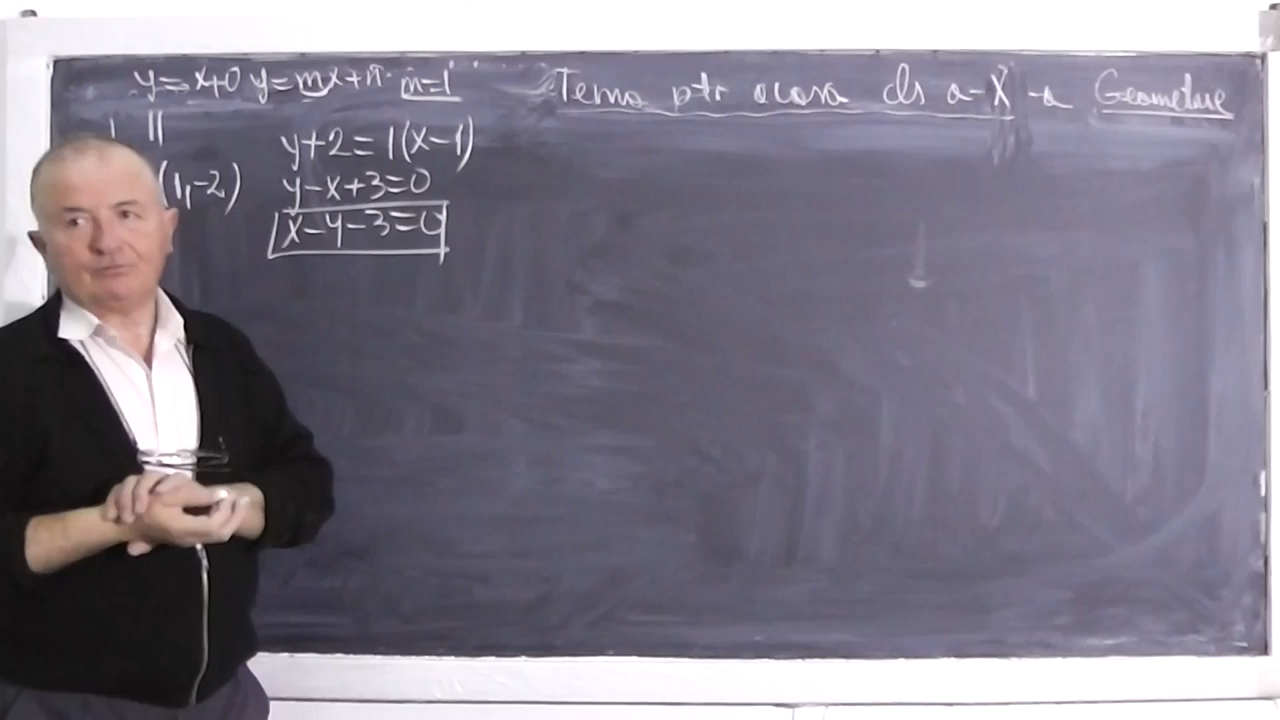 y=x+0 y=mx+n m=1
||
(1,-2)
y+2=1(x-1)
y-x+3=0
x-y-3=0
Tema ptr acasa cls a-X-a Geometrie